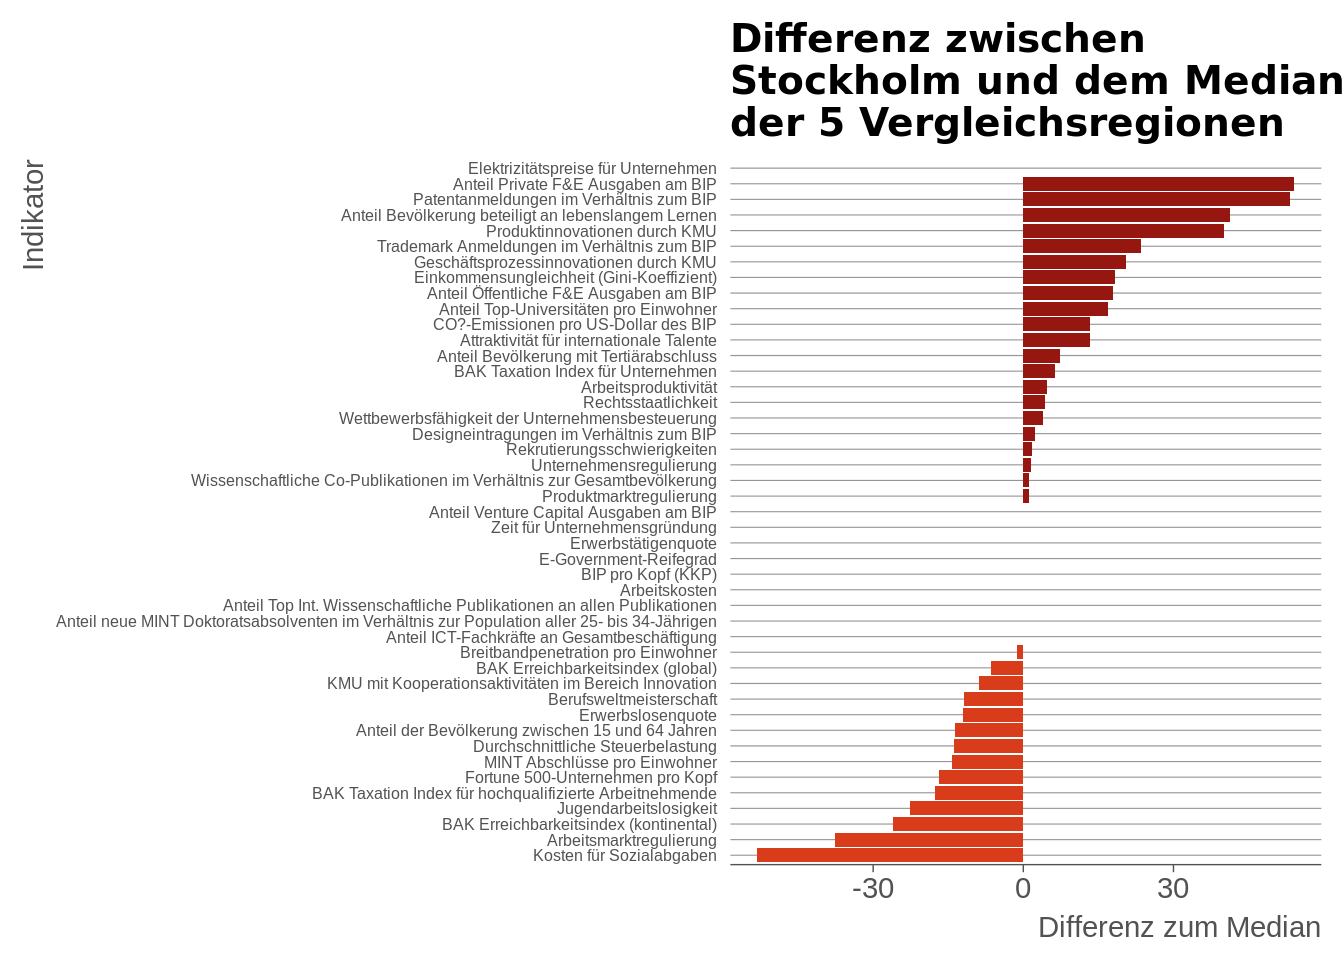 Differenz zwischen
Stockholm und dem Median
der 5 Vergleichsregionen
Indikator
Elektrizitätspreise für Unternehmen
Anteil Private F&E Ausgaben am BIP
Patentanmeldungen im Verhältnis zum BIP
Anteil Bevölkerung beteiligt an lebenslangem Lernen
Produktinnovationen durch KMU
Trademark Anmeldungen im Verhältnis zum BIP
Geschäftsprozessinnovationen durch KMU
Einkommensungleichheit (Gini-Koeffizient)
Anteil Öffentliche F&E Ausgaben am BIP
Anteil Top-Universitäten pro Einwohner
CO?-Emissionen pro US-Dollar des BIP
Attraktivität für internationale Talente
Anteil Bevölkerung mit Tertiärabschluss
BAK Taxation Index für Unternehmen
Arbeitsproduktivität
Rechtsstaatlichkeit
Wettbewerbsfähigkeit der Unternehmensbesteuerung
Designeintragungen im Verhältnis zum BIP
Rekrutierungsschwierigkeiten
Unternehmensregulierung
Wissenschaftliche Co-Publikationen im Verhältnis zur Gesamtbevölkerung
Produktmarktregulierung
Anteil Venture Capital Ausgaben am BIP
Zeit für Unternehmensgründung
Erwerbstätigenquote
E-Government-Reifegrad
BIP pro Kopf (KKP)
Arbeitskosten
Anteil Top Int. Wissenschaftliche Publikationen an allen Publikationen
Anteil neue MINT Doktoratsabsolventen im Verhältnis zur Population aller 25- bis 34-Jährigen
Anteil ICT-Fachkräfte an Gesamtbeschäftigung
Breitbandpenetration pro Einwohner
BAK Erreichbarkeitsindex (global)
KMU mit Kooperationsaktivitäten im Bereich Innovation
Berufsweltmeisterschaft
Erwerbslosenquote
Anteil der Bevölkerung zwischen 15 und 64 Jahren
Durchschnittliche Steuerbelastung
MINT Abschlüsse pro Einwohner
Fortune 500-Unternehmen pro Kopf
BAK Taxation Index für hochqualifizierte Arbeitnehmende
Jugendarbeitslosigkeit
BAK Erreichbarkeitsindex (kontinental)
Arbeitsmarktregulierung
Kosten für Sozialabgaben
-30 0 30
Differenz zum Median